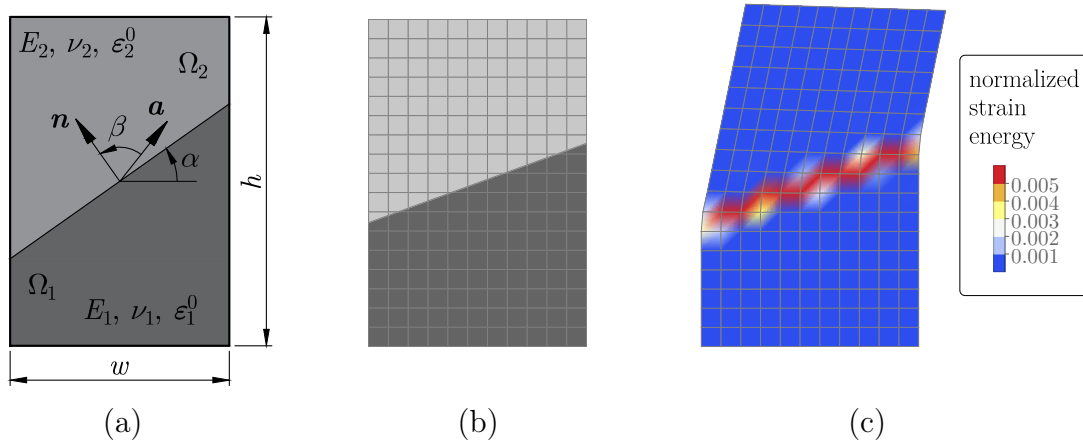 E₂, ν₂, ε₂⁰
Ω₂
n
β
a
α
h
Ω₁
E₁, ν₁, ε₁⁰
w
(a)
(b)
(c)
normalized
strain
energy
0.005
0.004
0.003
0.002
0.001